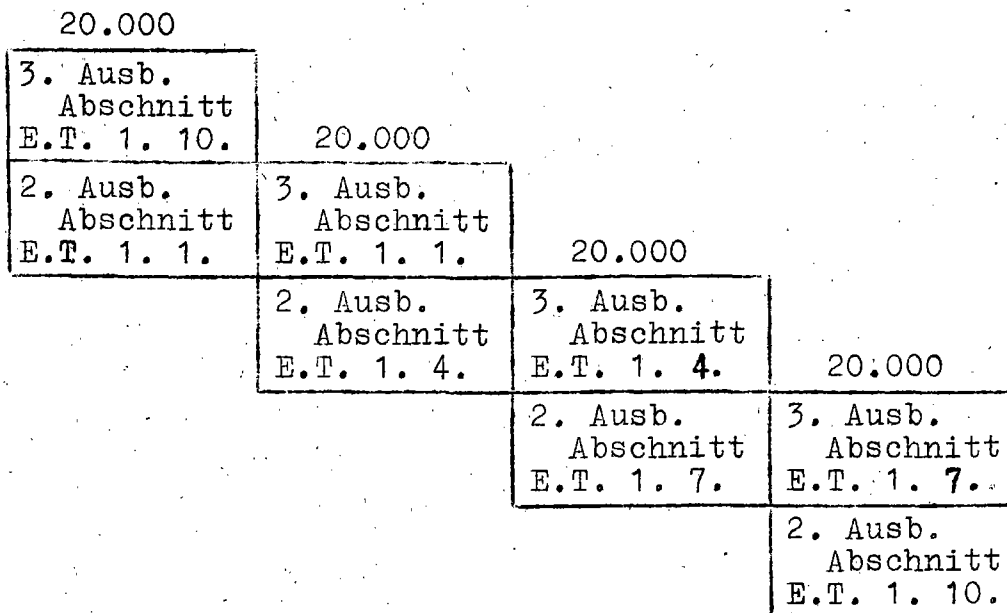 20.000
3. Ausb.
Abschnitt
E.T. 1. 10.
20.000
2. Ausb.
Abschnitt
E.T. 1. 1.
3. Ausb.
Abschnitt
E.T. 1. 1.
20.000
2. Ausb.
Abschnitt
E.T. 1. 4.
3. Ausb.
Abschnitt
E.T. 1. 4.
20.000
2. Ausb.
Abschnitt
E.T. 1. 7.
3. Ausb.
Abschnitt
E.T. 1. 7.
2. Ausb.
Abschnitt
E.T. 1. 10.